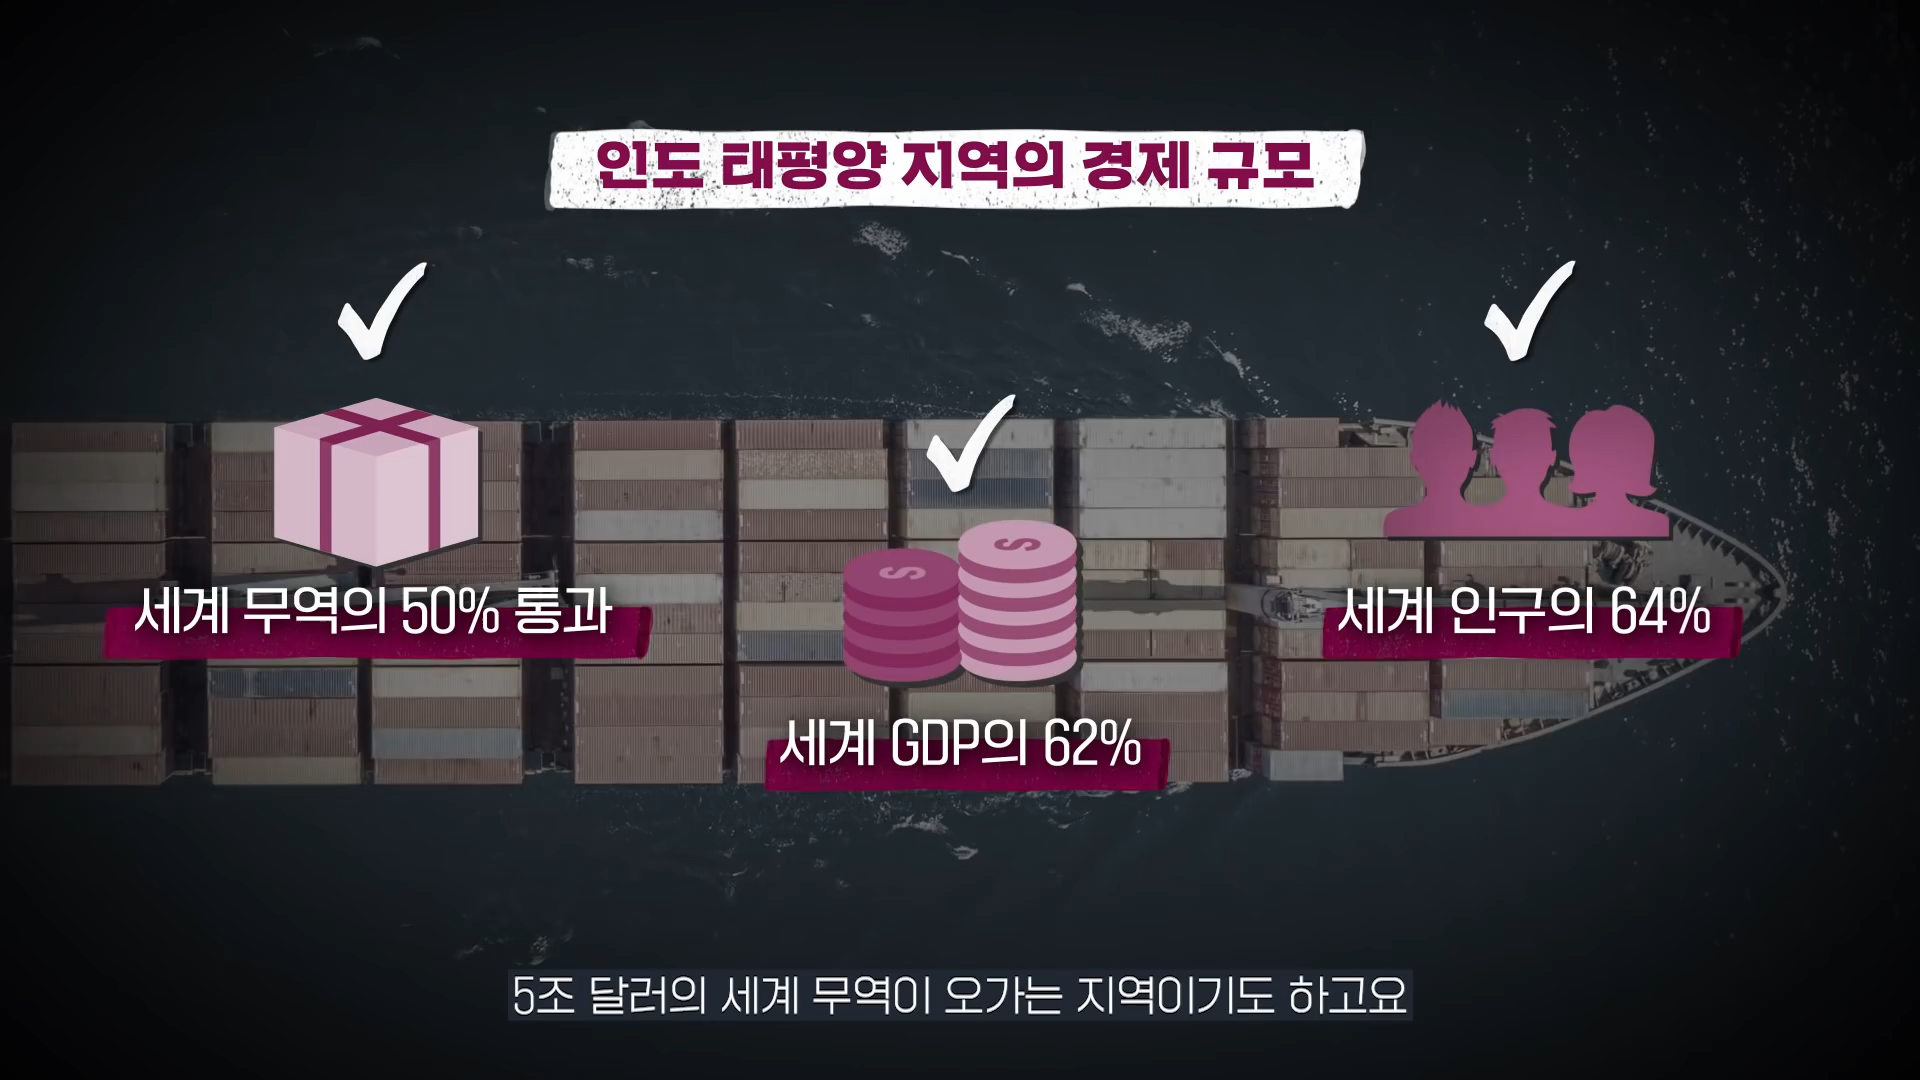 인도 태평양 지역의 경제 규모
세계 무역의 50% 통과
세계 GDP의 62%
세계 인구의 64%
5조 달러의 세계 무역이 오가는 지역이기도 하고요